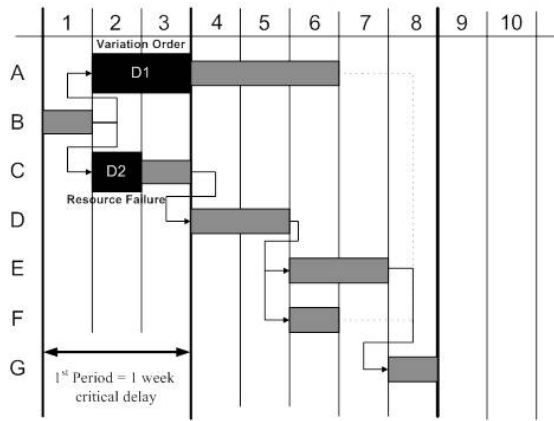 1 2 3 4 5 6 7 8 9 10
Variation Order
A D1
B
C D2
Resource Failure
D
E
F
G
1st Period = 1 week
critical delay